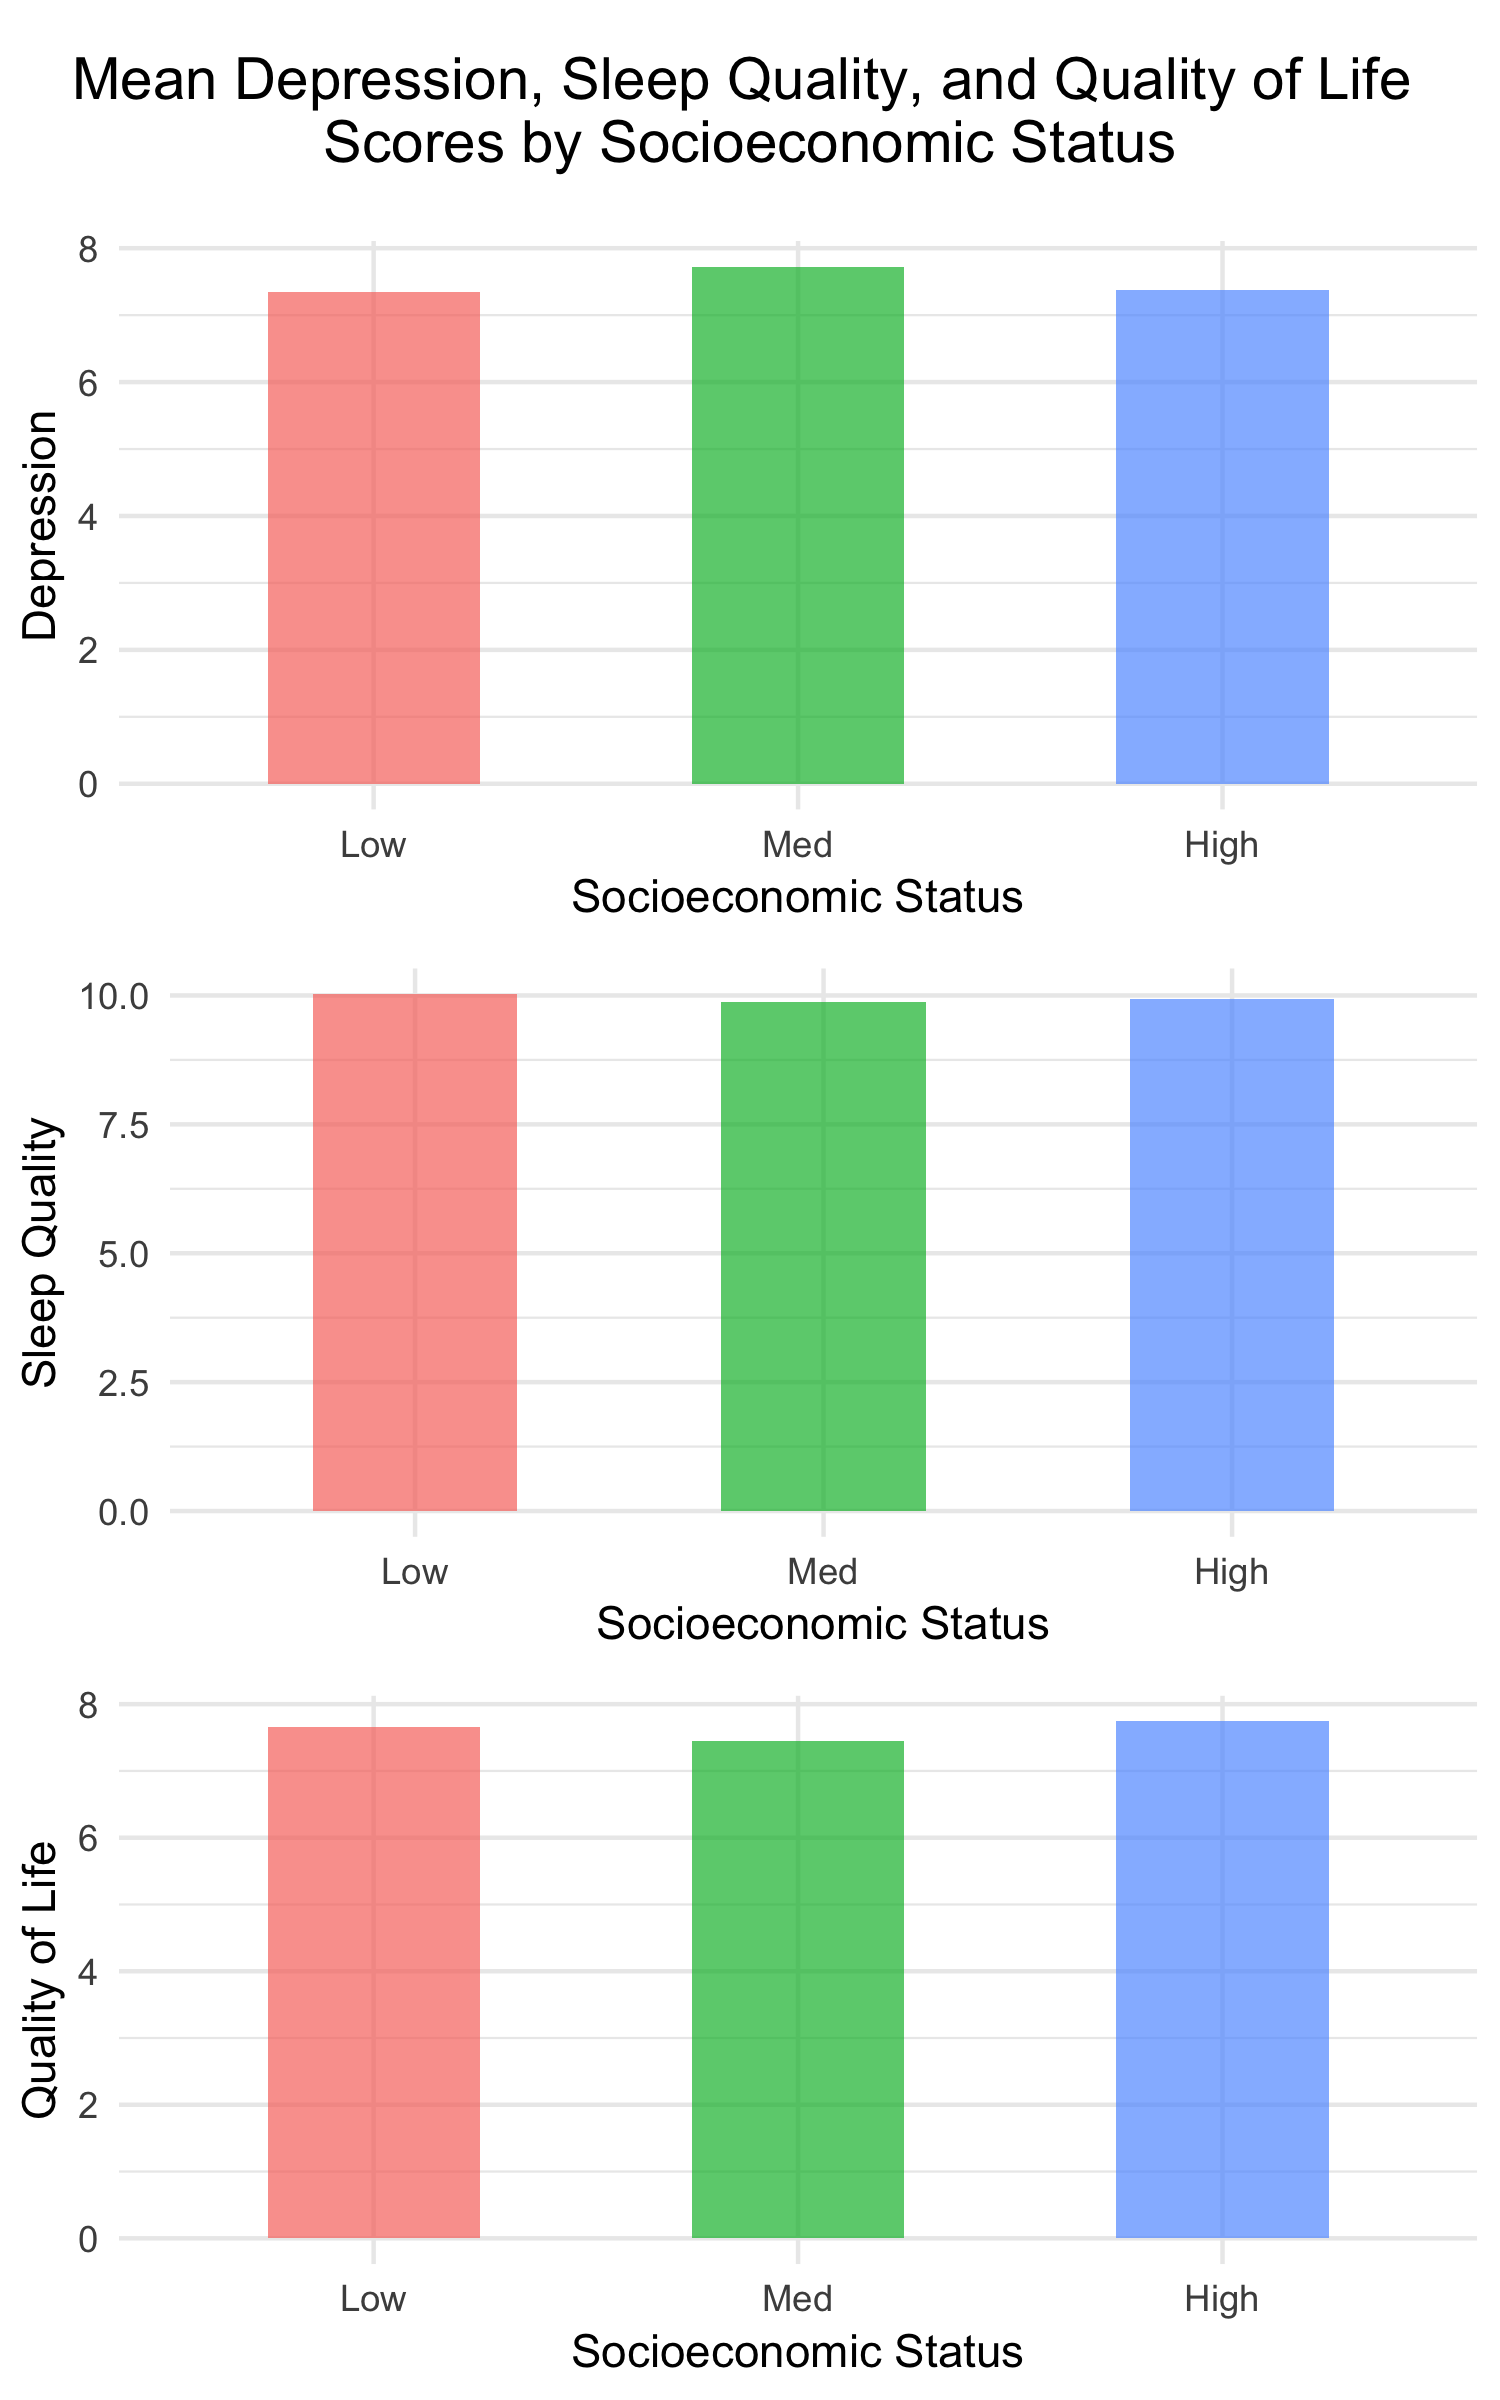 Mean Depression, Sleep Quality, and Quality of Life
Scores by Socioeconomic Status
Depression
8
6
4
2
0
Low Med High
Socioeconomic Status
Sleep Quality
10.0
7.5
5.0
2.5
0.0
Low Med High
Socioeconomic Status
Quality of Life
8
6
4
2
0
Low Med High
Socioeconomic Status